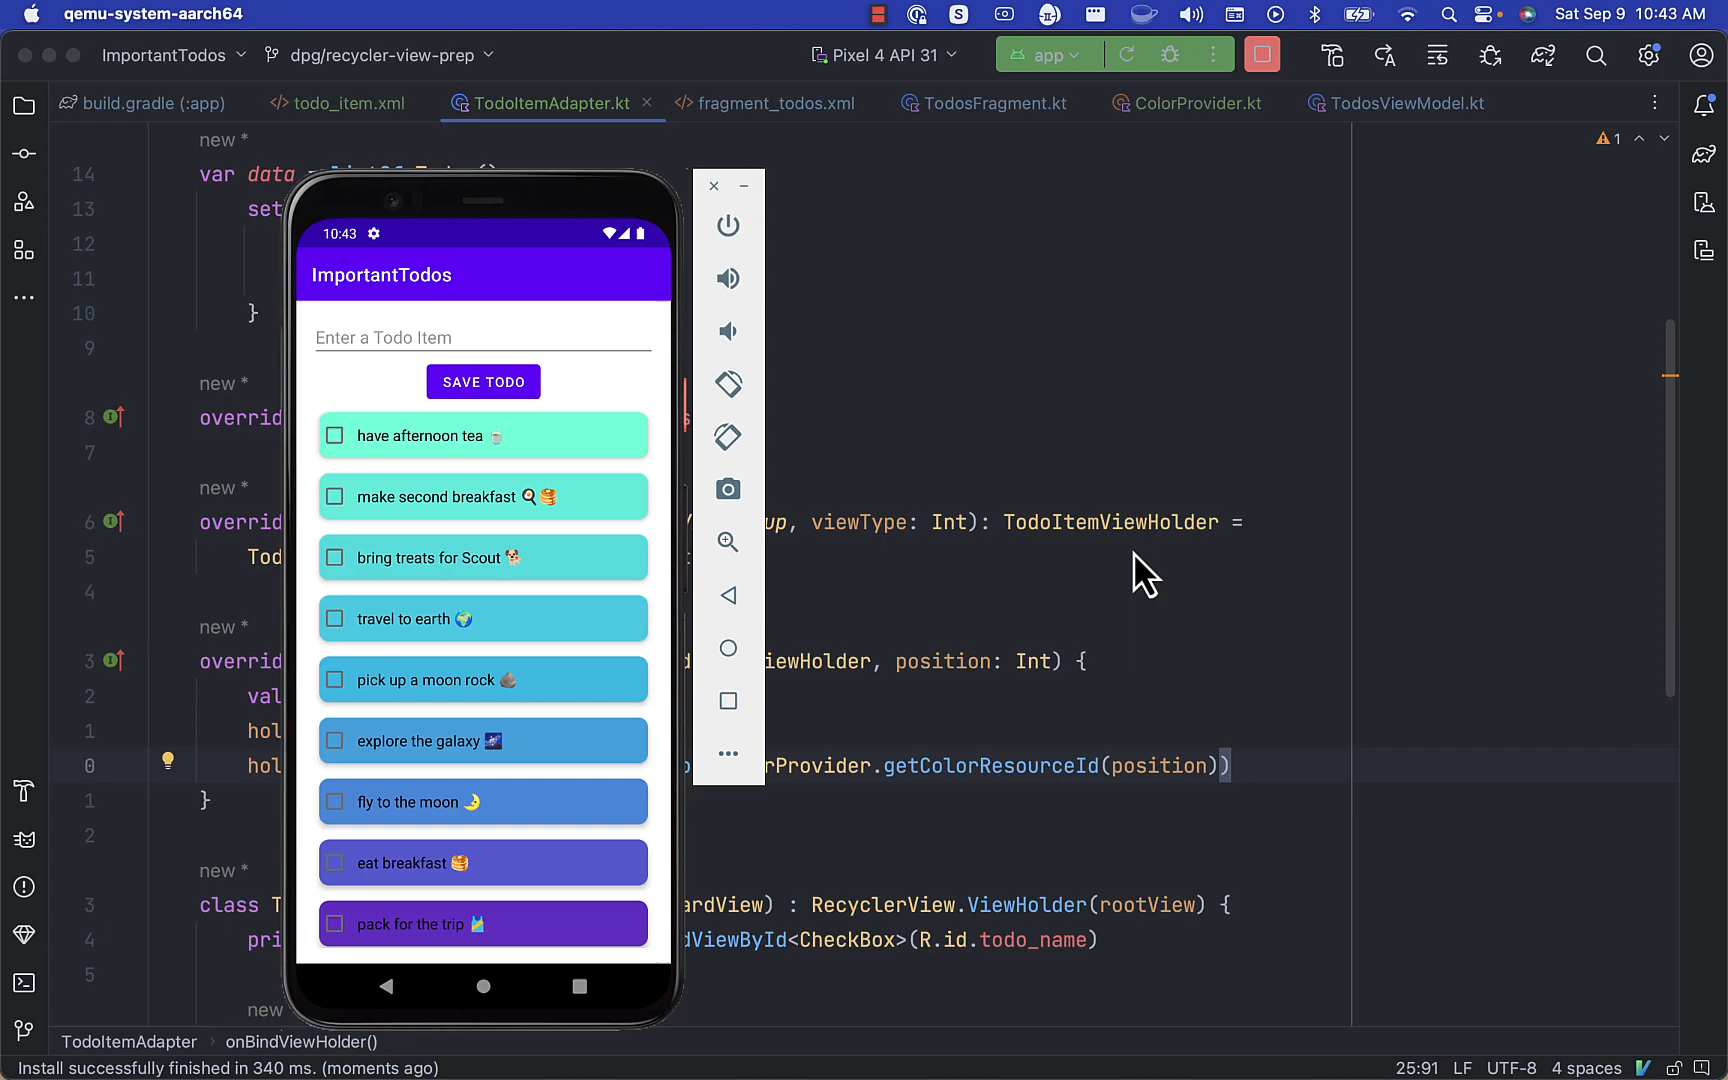 qemu-system-aarch64
Sat Sep 9 10:43 AM
ImportantTodos
dpg/recycler-view-prep
Pixel 4 API 31
app
build.gradle (:app)
todo_item.xml
TodoItemAdapter.kt
fragment_todos.xml
TodosFragment.kt
ColorProvider.kt
TodosViewModel.kt
new *
1
14 var data
13 set
12
11
10 }
9
new *
8 overrid
7
new *
6 overrid up, viewType: Int): TodoItemViewHolder =
5 Tod
4
new *
3 overrid iewHolder, position: Int) {
2 val
1 hol
0 hol rProvider.getColorResourceId(position))
1 }
2
new *
3 class T ardView) : RecyclerView.ViewHolder(rootView) {
4 pri dViewById<CheckBox>(R.id.todo_name)
5
new
10:43
ImportantTodos
Enter a Todo Item
SAVE TODO
have afternoon tea 🍵
make second breakfast 🍳🥞
bring treats for Scout 🐕
travel to earth 🌍
pick up a moon rock 🪨
explore the galaxy 🌌
fly to the moon 🌛
eat breakfast 🥞
pack for the trip 🎽
TodoItemAdapter > onBindViewHolder()
Install successfully finished in 340 ms. (moments ago)
25:91 LF UTF-8 4 spaces